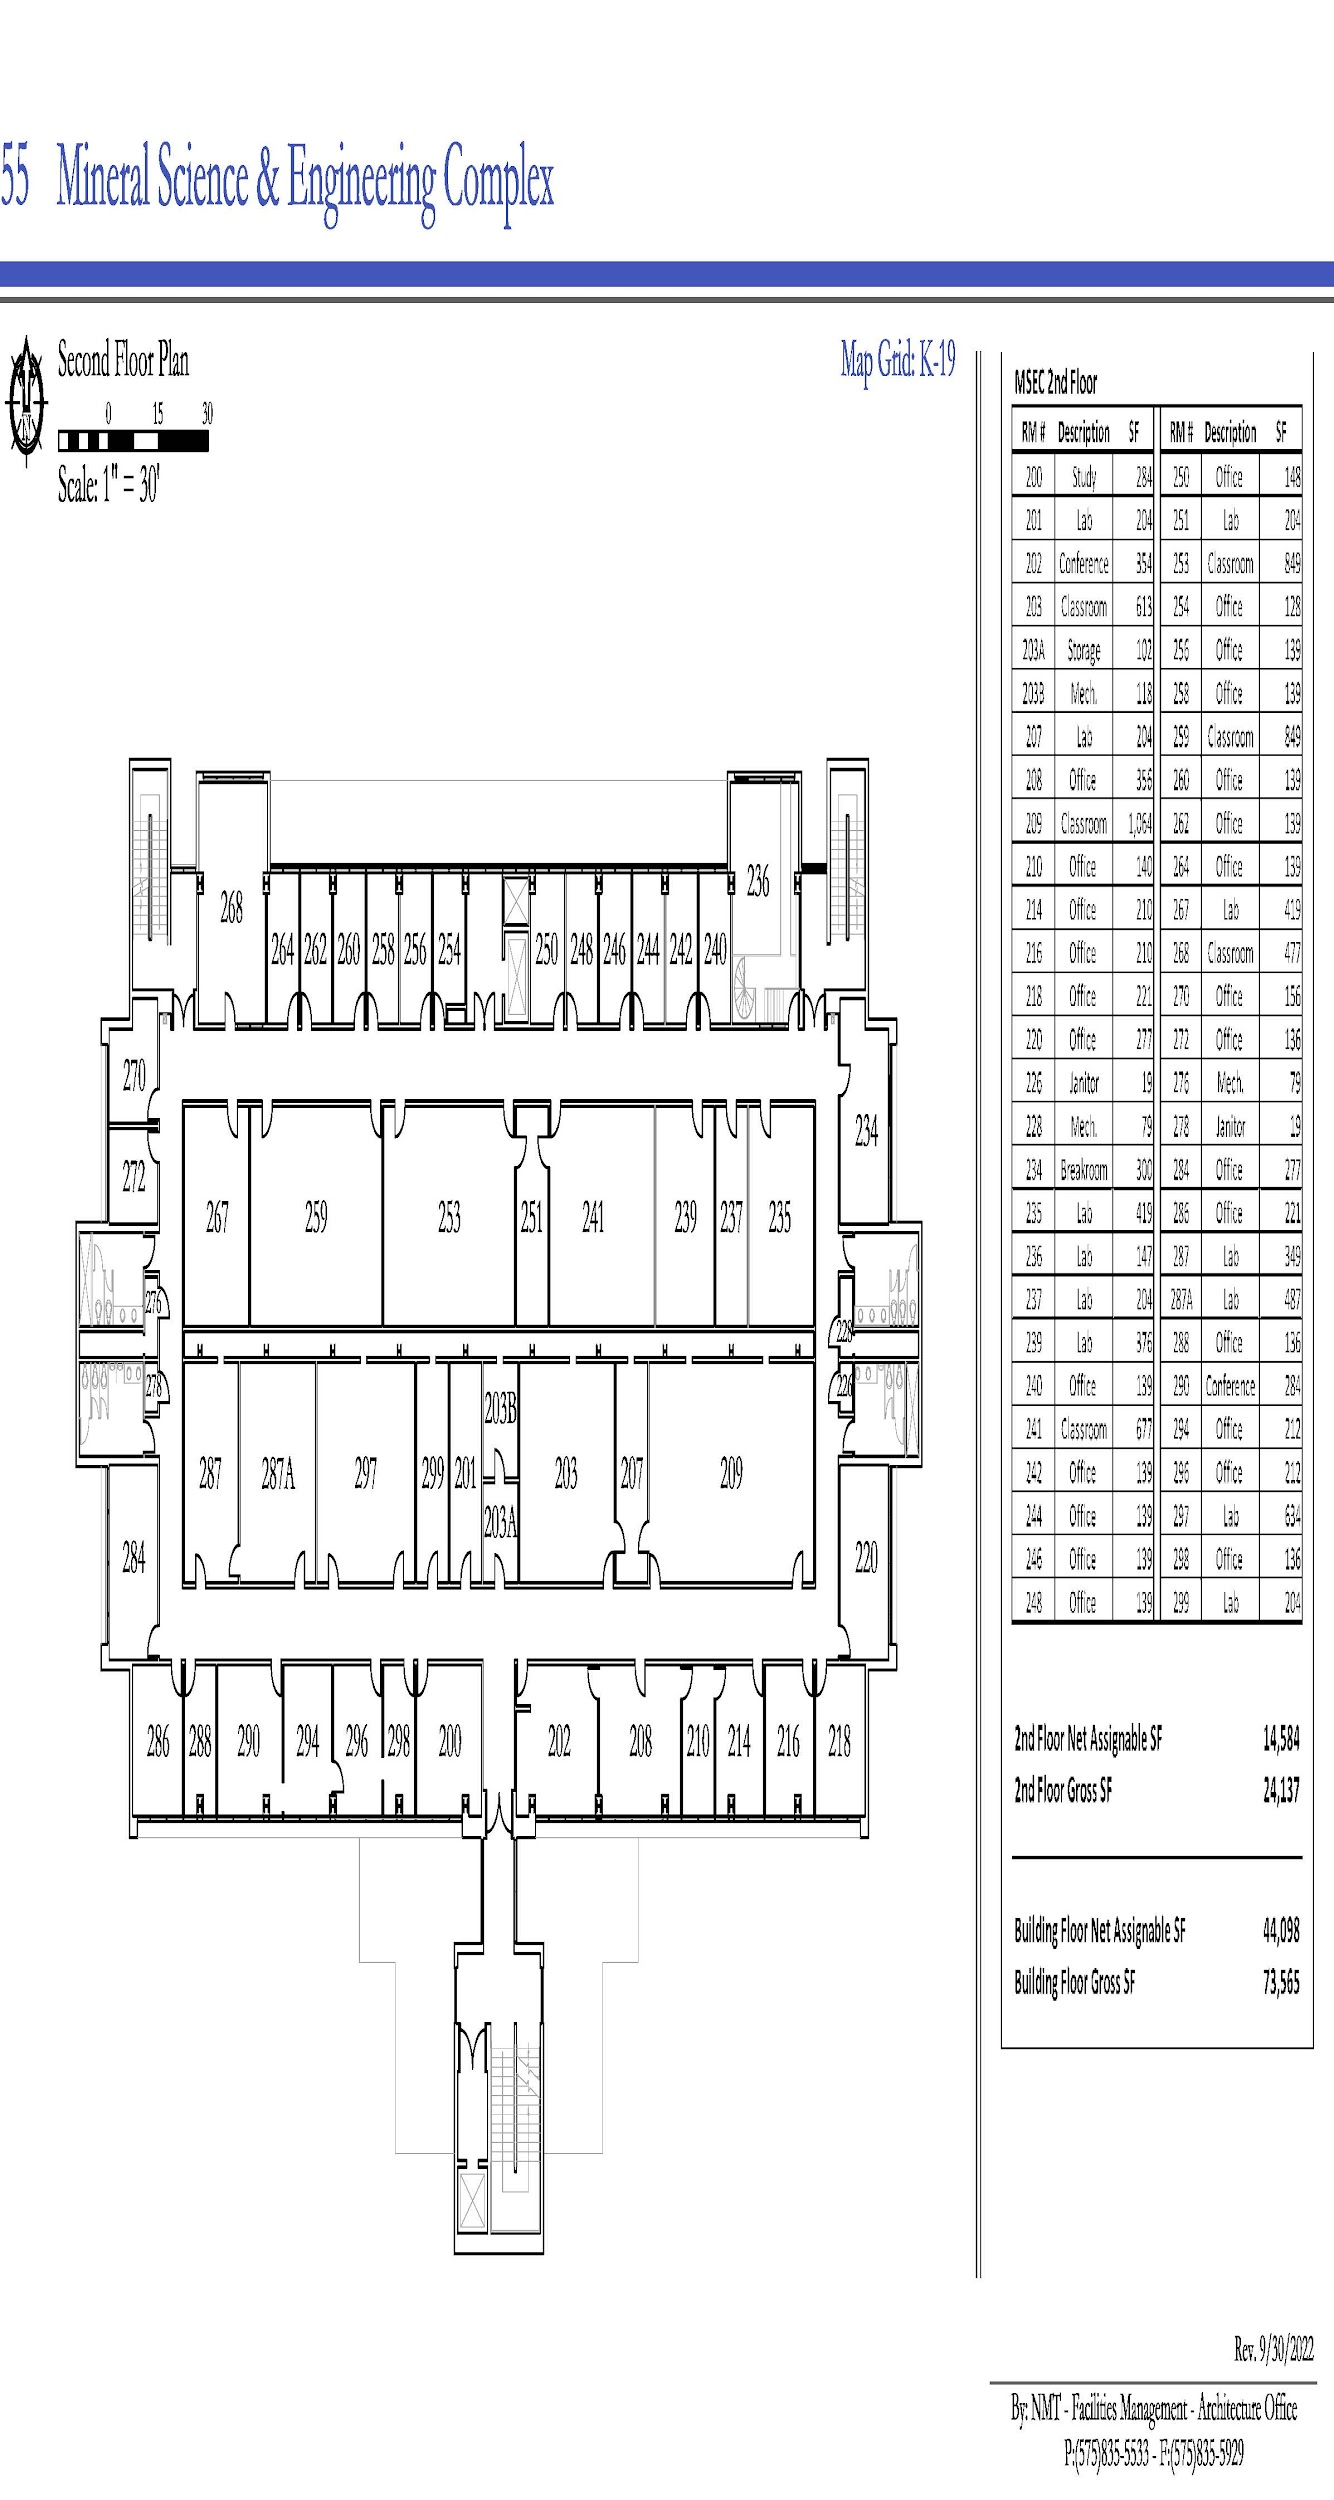 55 Mineral Science & Engineering Complex
Second Floor Plan
Map Grid: K-19
N
0 15 30
Scale: 1" = 30'
MSEC 2nd Floor
RM # Description SF RM # Description SF
200 Study 284 250 Office 148
201 Lab 204 251 Lab 204
202 Conference 354 253 Classroom 849
203 Classroom 613 254 Office 128
203A Storage 102 256 Office 139
203B Mech. 118 258 Office 139
207 Lab 204 259 Classroom 849
208 Office 356 260 Office 139
209 Classroom 1,064 262 Office 139
210 Office 140 264 Office 139
214 Office 210 267 Lab 419
216 Office 210 268 Classroom 477
218 Office 221 270 Office 156
220 Office 277 272 Office 136
226 Janitor 19 276 Mech. 79
228 Mech. 79 278 Janitor 19
234 Breakroom 300 284 Office 277
235 Lab 419 286 Office 221
236 Lab 147 287 Lab 349
237 Lab 204 287A Lab 487
239 Lab 376 288 Office 136
240 Office 139 290 Conference 284
241 Classroom 677 294 Office 212
242 Office 139 296 Office 212
244 Office 139 297 Lab 634
246 Office 139 298 Office 136
248 Office 139 299 Lab 204
2nd Floor Net Assignable SF 14,584
2nd Floor Gross SF 24,137
Building Floor Net Assignable SF 44,098
Building Floor Gross SF 73,565
236
268
264 262 260 258 256 254 250 248 246 244 242 240
270
234
272
267 259 253 251 241 239 237 235
276
228
278
226
203B
287 287A 297 299 201 203 207 209
203A
284
220
286 288 290 294 296 298 200 202 208 210 214 216 218
Rev. 9/30/2022
By: NMT - Facilities Management - Architecture Office
P:(575)835-5533 - F:(575)835-5929